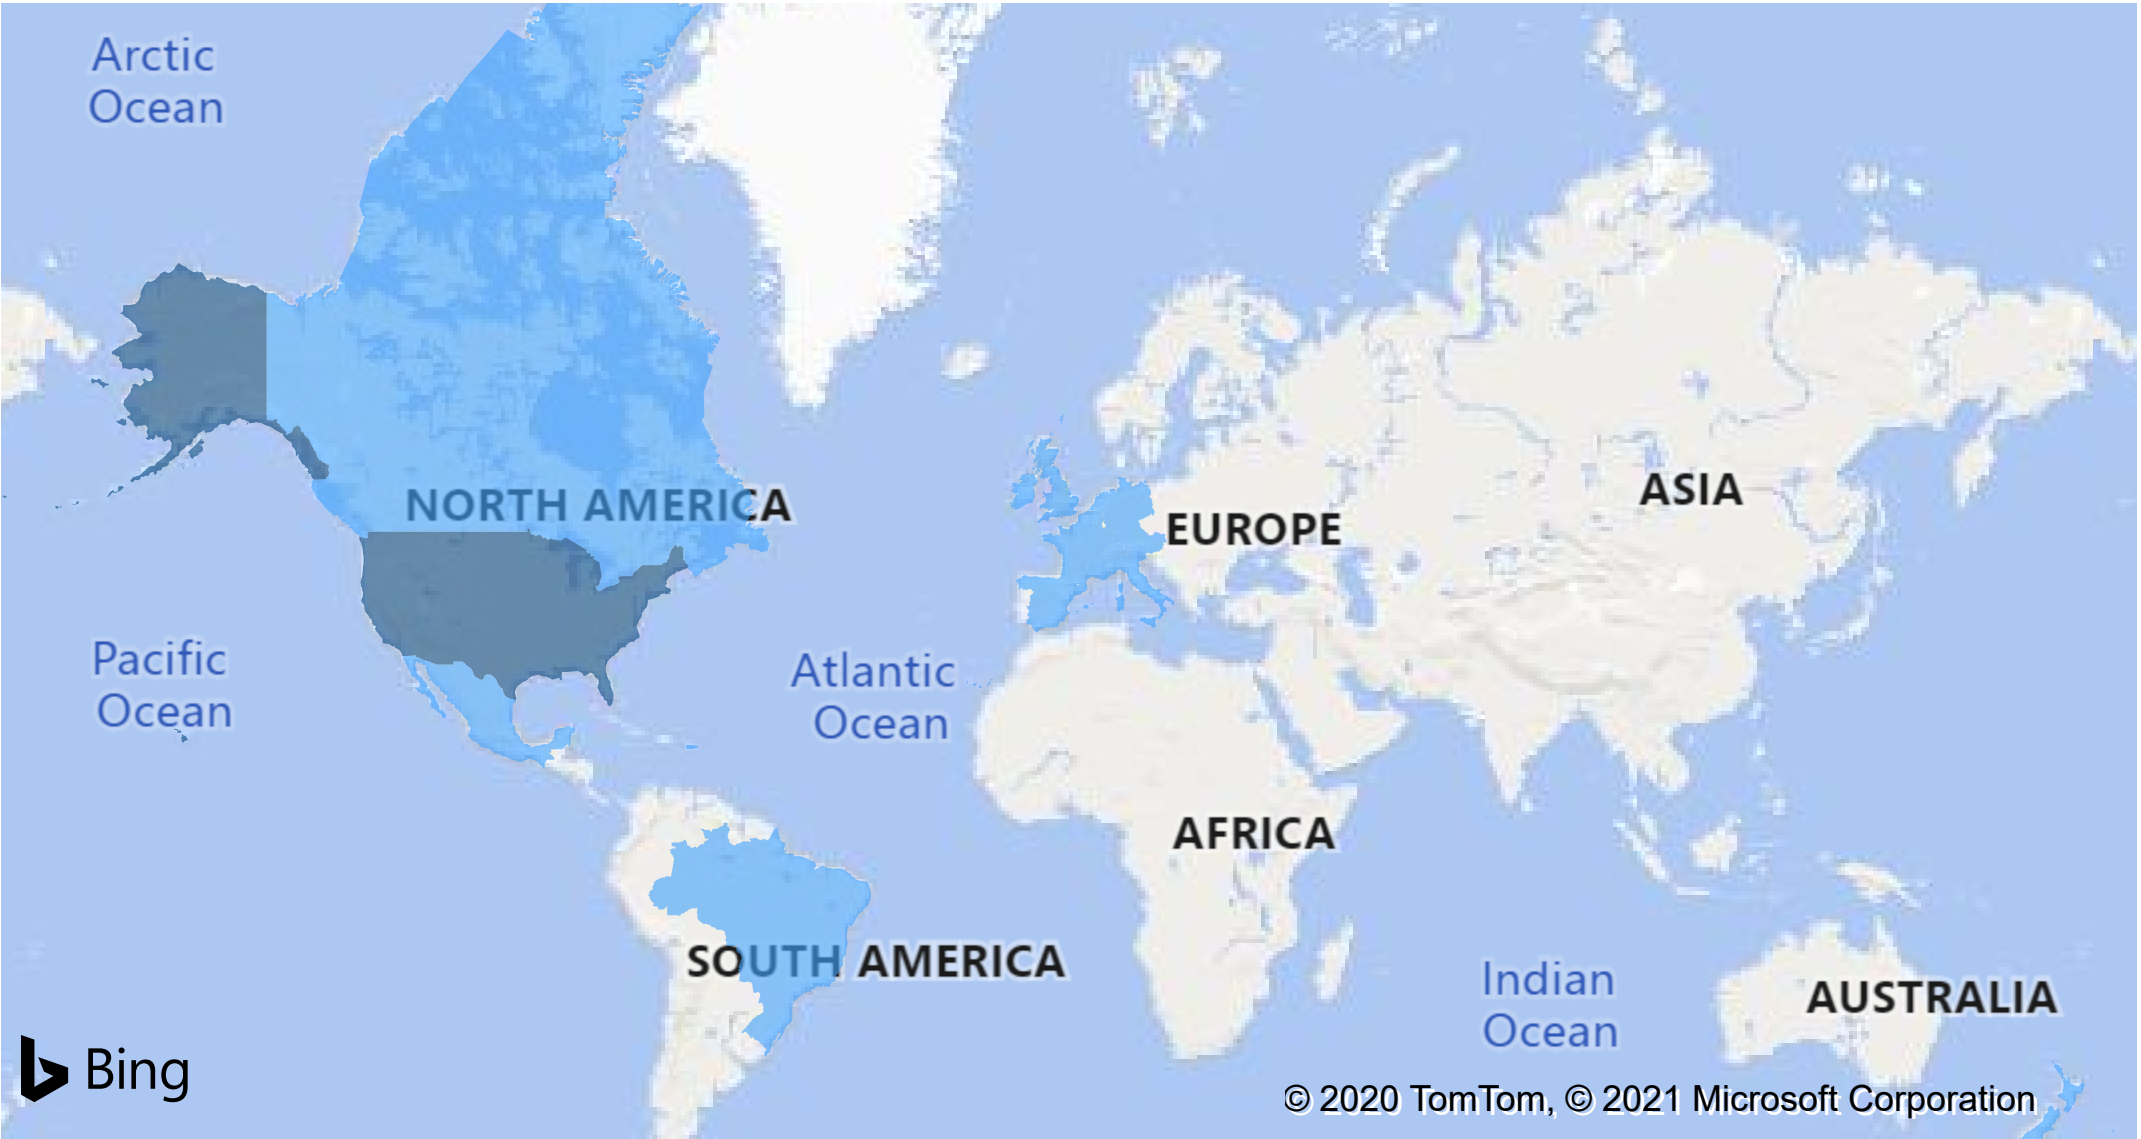 Arctic
Ocean
NORTH AMERICA
ASIA
EUROPE
Pacific
Ocean
Atlantic
Ocean
AFRICA
SOUTH AMERICA
Indian
Ocean
AUSTRALIA
Bing
© 2020 TomTom, © 2021 Microsoft Corporation